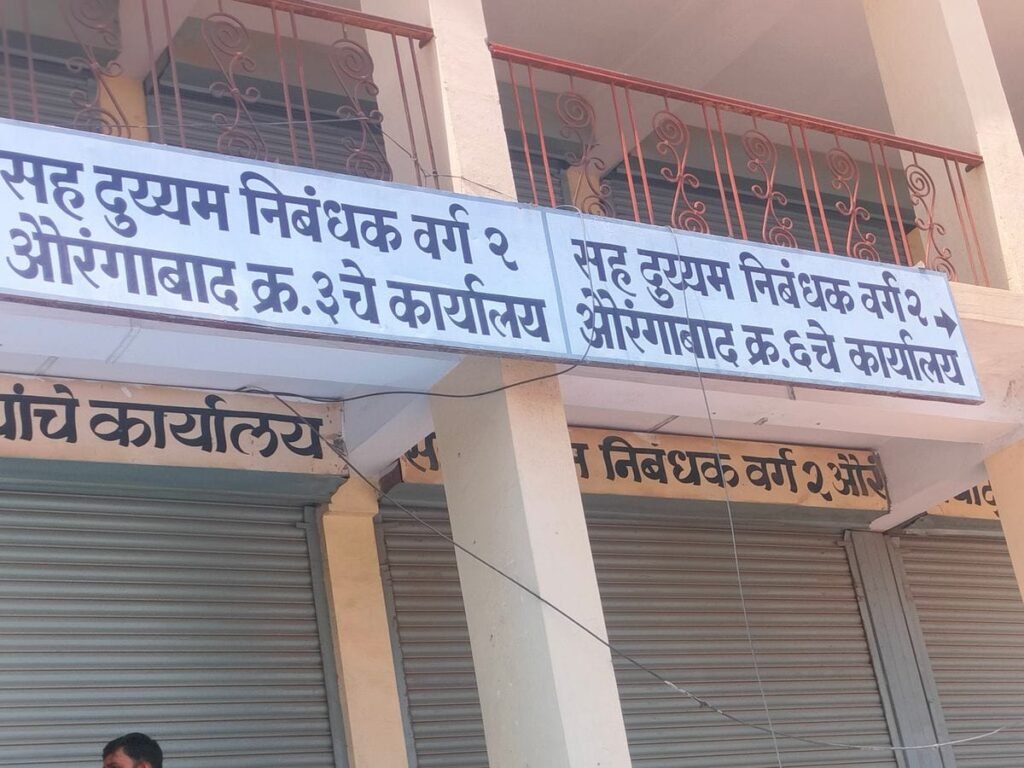 सह दुय्यम निबंधक वर्ग २
औरंगाबाद क्र.३चे कार्यालय
सह दुय्यम निबंधक वर्ग २
औरंगाबाद क्र.६चे कार्यालय
कार्यालय
निबंधक वर्ग २